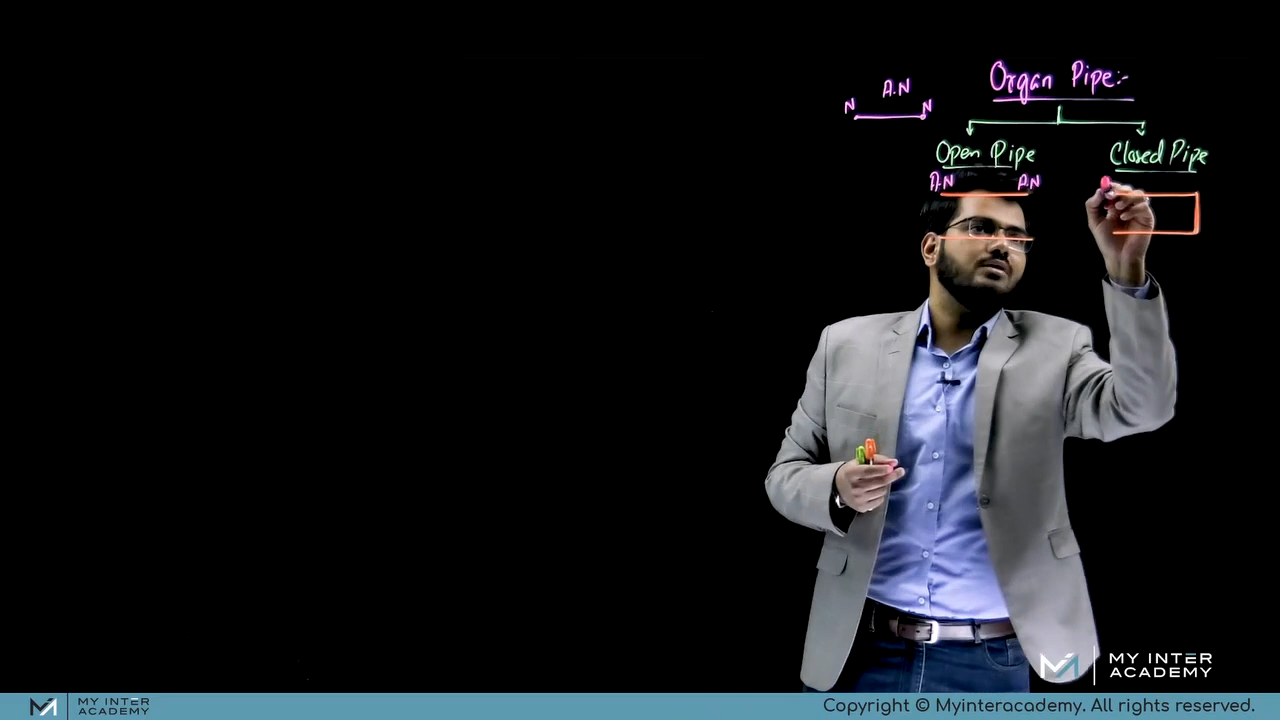 Organ Pipe:-
A.N
N N
Open Pipe Closed Pipe
A.N A.N
MY INTER
ACADEMY
MY INTER
ACADEMY
Copyright © Myinteracademy. All rights reserved.